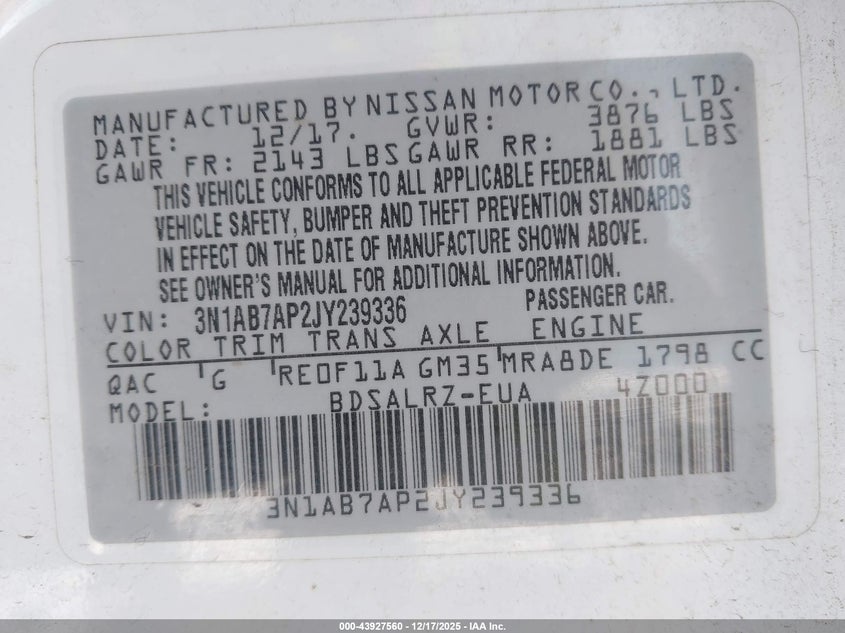 MANUFACTURED BY NISSAN MOTOR CO., LTD.
DATE: 12/17. GVWR: 3876 LBS
GAWR FR: 2143 LBS GAWR RR: 1881 LBS
THIS VEHICLE CONFORMS TO ALL APPLICABLE FEDERAL MOTOR
VEHICLE SAFETY, BUMPER AND THEFT PREVENTION STANDARDS
IN EFFECT ON THE DATE OF MANUFACTURE SHOWN ABOVE.
SEE OWNER'S MANUAL FOR ADDITIONAL INFORMATION.
VIN: 3N1AB7AP2JY239336 PASSENGER CAR.
COLOR TRIM TRANS AXLE ENGINE
QAC G RE0F11A GM35 MRA8DE 1798 CC
MODEL: BDSALRZ-EUA 4Z000
3N1AB7AP2JY239336
000-43927560 - 12/17/2025 - IAA Inc.